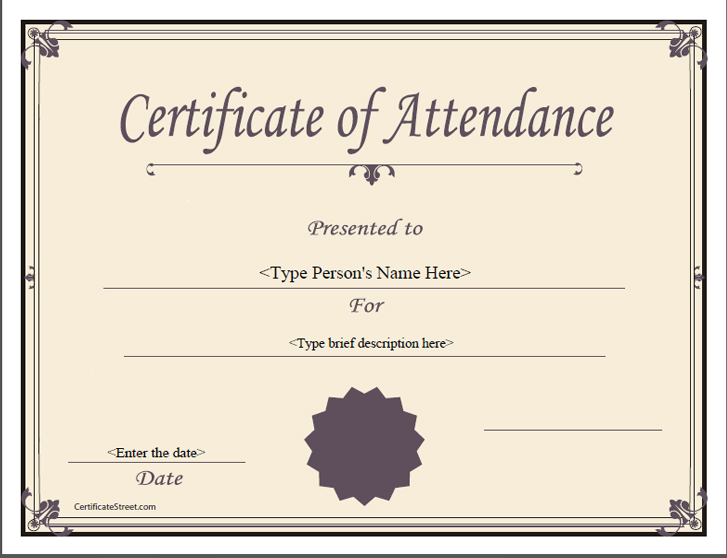 Certificate of Attendance
Presented to
<Type Person's Name Here>
For
<Type brief description here>
<Enter the date>
Date
CertificateStreet.com